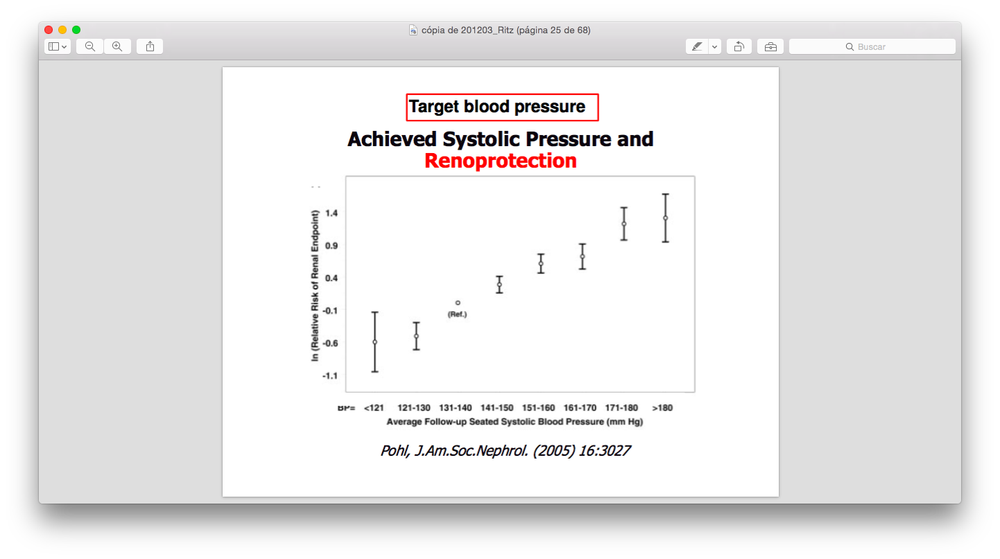 cópia de 201203_Ritz (página 25 de 68)
Buscar
Target blood pressure
Achieved Systolic Pressure and
Renoprotection
ln (Relative Risk of Renal Endpoint)
1.4
0.9
0.4
-0.1
-0.6
-1.1
(Ref.)
BP= <121 121-130 131-140 141-150 151-160 161-170 171-180 >180
Average Follow-up Seated Systolic Blood Pressure (mm Hg)
Pohl, J.Am.Soc.Nephrol. (2005) 16:3027